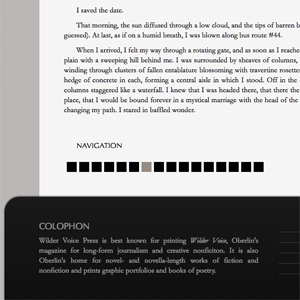 I saved the date.
That morning, the sun diffused through a low cloud, and the tips of barren b
guessed). At last, as if on a humid breath, I was blown along bus route #44.
When I arrived, I felt my way through a rotating gate, and as soon as I reache
plain with a sweeping hill behind me. I was surrounded by sheaves of columns,
winding through clusters of fallen entablature blossoming with travertine rosette
hedge of concrete in each, forming a central aisle in which I stood. Off in the
columns staggered like a waterfall. I knew that I was headed there, that there the
place, that I would be bound forever in a mystical marriage with the head of the
changing my path. I stared in baffled wonder.
NAVIGATION
COLOPHON
Wilder Voice Press is best known for printing Wilder Voice, Oberlin's
magazine for long-form journalism and creative nonfiction. It is also
Oberlin's home for novel- and novella-length works of fiction and
nonfiction and prints graphic portfolios and books of poetry.